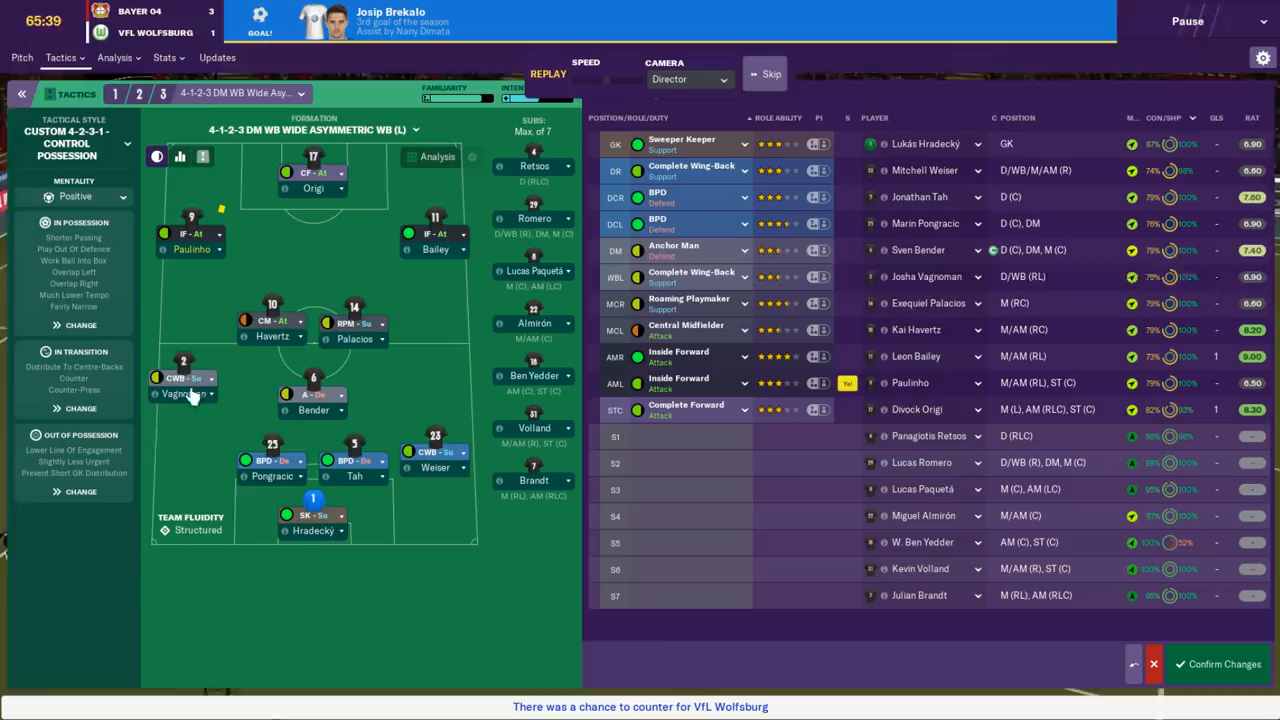 65:39
BAYER 04 3
VFL WOLFSBURG 1
GOAL!
Josip Brekalo
3rd goal of the season
Assist by Nany Dimata
Pause
Pitch Tactics Analysis Stats Updates
REPLAY
SPEED
CAMERA
Director
Skip
TACTICS 1 2 3 4-1-2-3 DM WB Wide Asy...
FAMILIARITY
INTEN
TACTICAL STYLE
CUSTOM 4-2-3-1 -
CONTROL
POSSESSION
MENTALITY
Positive
IN POSSESSION
Shorter Passing
Play Out Of Defence
Work Ball Into Box
Overlap Left
Overlap Right
Much Lower Tempo
Fairly Narrow
CHANGE
IN TRANSITION
Distribute To Centre-Backs
Counter
Counter-Press
CHANGE
OUT OF POSSESSION
Lower Line of Engagement
Slightly Less Urgent
Prevent Short GK Distribution
CHANGE
FORMATION
4-1-2-3 DM WB WIDE ASYMMETRIC WB (L)
Analysis
17
CF - At
Origi
9
IF - At
Paulinho
11
IF - At
Bailey
10
CM - At
Havertz
14
RPM - Su
Palacios
2
CWB - Su
6
A - De
Bender
25
BPD - De
Pongracic
5
BPD - De
Tah
23
CWB - Su
Weiser
1
SK - Su
Hradecký
TEAM FLUIDITY
Structured
SUBS:
Max. of 7
4
Retsos
D (RLC)
29
Romero
D/WB (R), DM, M (C)
8
Lucas Paquetá
M (C), AM (LC)
22
Almirón
M/AM (C)
18
Ben Yedder
AM (C), ST (C)
31
Volland
M/AM (R), ST (C)
7
Brandt
M (RL), AM (RLC)
POSITION/ROLE/DUTY ROLE ABILITY PI S PLAYER C POSITION M... CON/SHP GLS RAT
GK Sweeper Keeper Support Lukáš Hradecký GK 87% 100% - 6.90
DR Complete Wing-Back Support Mitchell Weiser D/WB/M/AM (R) 74% 98% -
DCR BPD Defend Jonathan Tah D (C) 79% 100% -
DCL BPD Defend Marin Pongracic D (C), DM 76% 100% - 6.90
DM Anchor Man Defend Sven Bender C D (C), DM, M (C) 79% 100% - 7.40
WBL Complete Wing-Back Support Josha Vagnoman D/WB (RL) - 6.90
MCR Roaming Playmaker Support Exequiel Palacios M (RC) 79% 100% - 6.60
MCL Central Midfielder Attack Kai Havertz M/AM (RC) 79% 100% - 8.20
AMR Inside Forward Attack Leon Bailey M/AM (RL) 79% 100% 1 9.00
AML Inside Forward Attack Yel Paulinho M/AM (RL), ST (C) 79% 100% - 6.50
STC Complete Forward Attack Divock Origi M (L), AM (RLC), ST (C) 82% 93% 1 8.30
S1 Panagiotis Retsos D (RLC) 98% - -
S2 Lucas Romero D/WB (R), DM, M (C) 99% 100% - -
S3 Lucas Paquetá M (C), AM (LC) 95% 100% - -
S4 Miguel Almirón M/AM (C) 97% 100% - -
S5 W. Ben Yedder AM (C), ST (C) 100% 52% - -
S6 Kevin Volland M/AM (R), ST (C) 100% 100% - -
S7 Julian Brandt M (RL), AM (RLC) 95% 100% - -
Confirm Changes
There was a chance to counter for VfL Wolfsburg